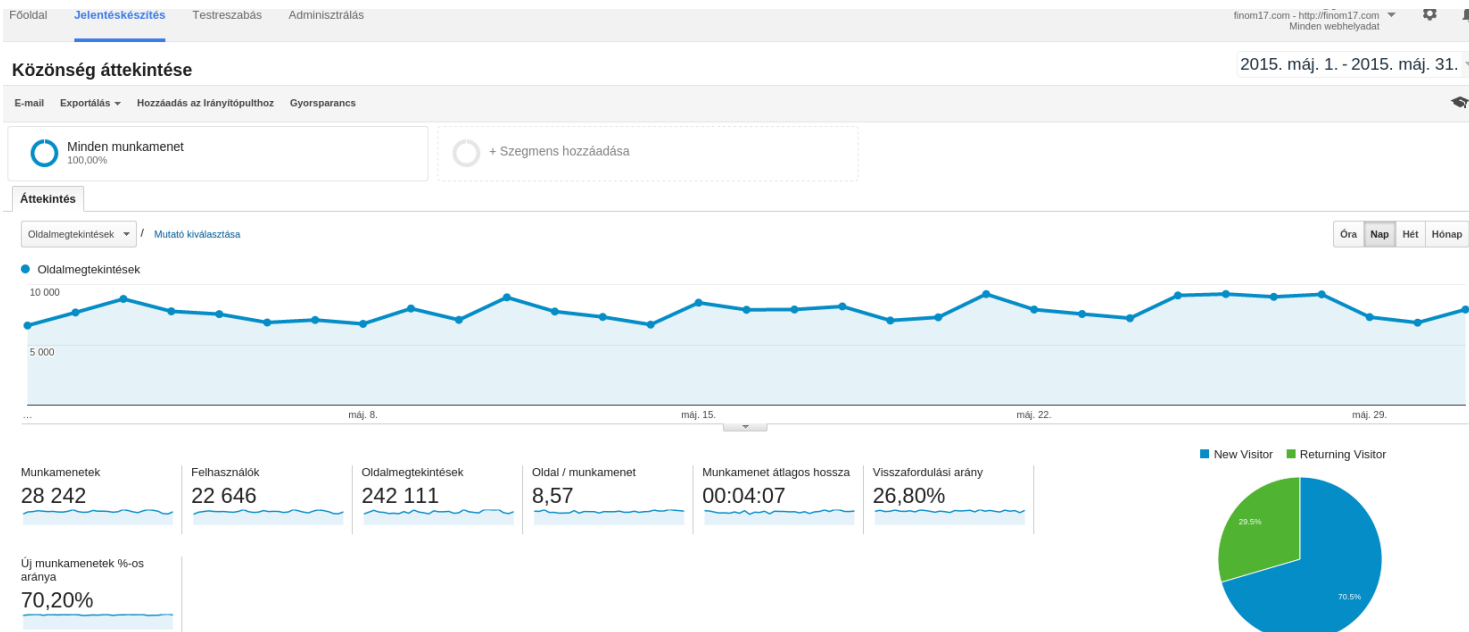 Főoldal Jelentéskészítés Testreszabás Adminisztrálás
finom17.com - http://finom17.com
Minden webhelyadat
Közönség áttekintése
2015. máj. 1. - 2015. máj. 31.
E-mail Exportálás Hozzáadás az Irányítópulthoz Gyorsparancs
Minden munkamenet
100,00%
+ Szegmens hozzáadása
Áttekintés
Oldalmegtekintések / Mutató kiválasztása
Óra Nap Hét Hónap
Oldalmegtekintések
10 000
5 000
... máj. 8. máj. 15. máj. 22. máj. 29.
New Visitor Returning Visitor
Munkamenetek Felhasználók Oldalmegtekintések Oldal / munkamenet Munkamenet átlagos hossza Visszafordulási arány
28 242 22 646 242 111 8,57 00:04:07 26,80%
29.5%
Új munkamenetek %-os
aránya
70,20%
70.5%